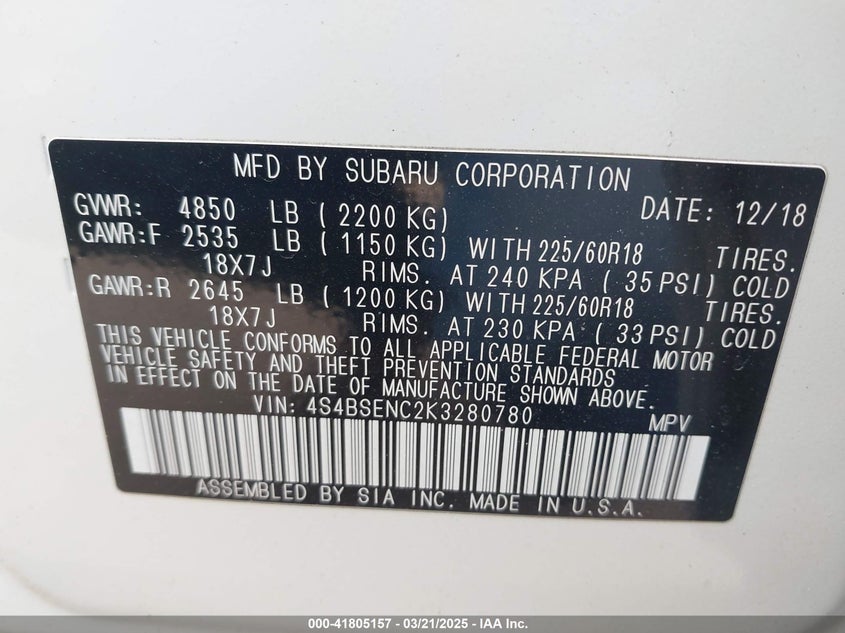 MFD BY SUBARU CORPORATION
GVWR: 4850 LB ( 2200 KG) DATE: 12/18
GAWR:F 2535 LB ( 1150 KG) WITH 225/60R18 TIRES.
18X7J RIMS. AT 240 KPA ( 35 PSI) COLD
GAWR:R 2645 LB ( 1200 KG) WITH 225/60R18 TIRES.
18X7J RIMS. AT 230 KPA ( 33 PSI) COLD
THIS VEHICLE CONFORMS TO ALL APPLICABLE FEDERAL MOTOR
VEHICLE SAFETY AND THEFT PREVENTION STANDARDS
IN EFFECT ON THE DATE OF MANUFACTURE SHOWN ABOVE.
VIN: 4S4BSENC2K3280780 MPV
ASSEMBLED BY SIA INC. MADE IN U.S.A.
000-41805157 — 03/21/2025 — IAA Inc.